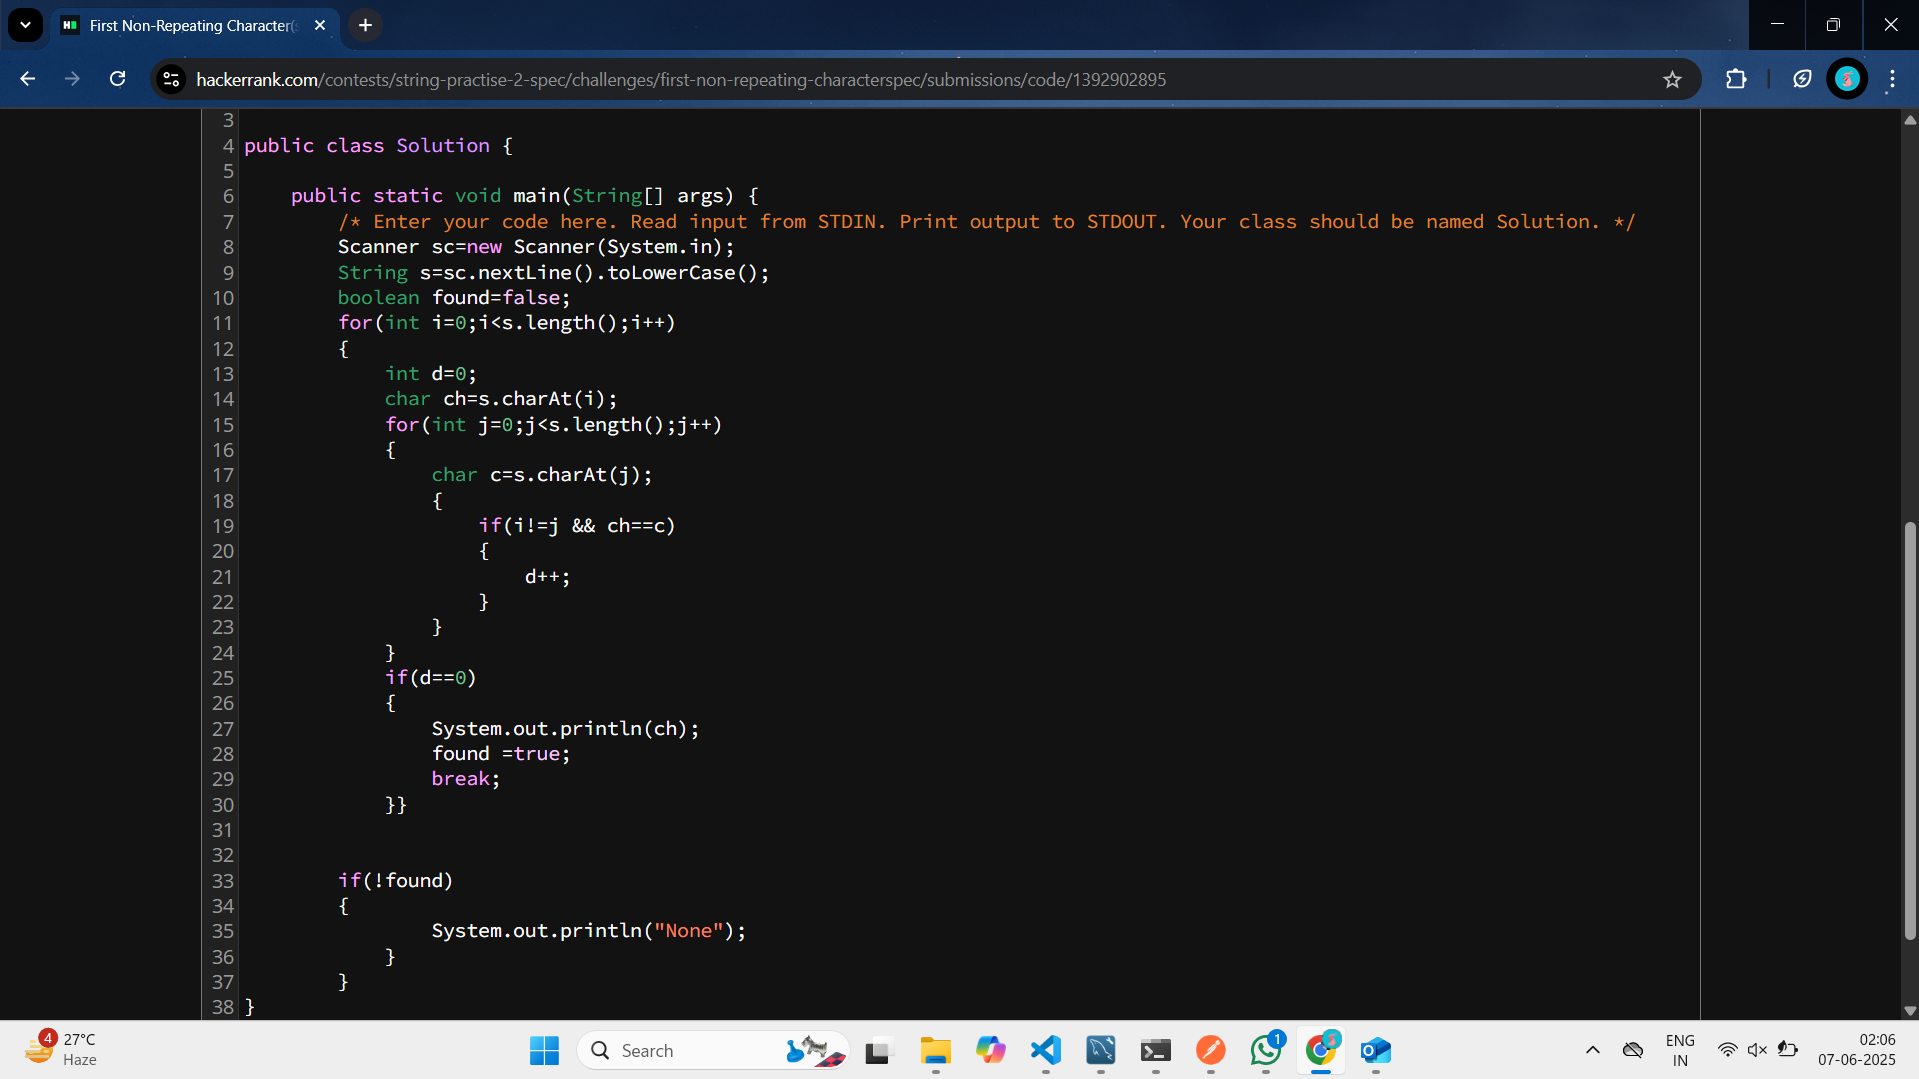 First Non-Repeating Character(s
hackerrank.com/contests/string-practise-2-spec/challenges/first-non-repeating-characterspec/submissions/code/1392902895
3
4 public class Solution {
5
6     public static void main(String[] args) {
7         /* Enter your code here. Read input from STDIN. Print output to STDOUT. Your class should be named Solution. */
8         Scanner sc=new Scanner(System.in);
9         String s=sc.nextLine().toLowerCase();
10         boolean found=false;
11         for(int i=0;i<s.length();i++)
12         {
13             int d=0;
14             char ch=s.charAt(i);
15             for(int j=0;j<s.length();j++)
16             {
17                 char c=s.charAt(j);
18                 {
19                     if(i!=j && ch==c)
20                     {
21                         d++;
22                     }
23                 }
24             }
25             if(d==0)
26             {
27                 System.out.println(ch);
28                 found =true;
29                 break;
30             }}
31
32
33         if(!found)
34         {
35                 System.out.println("None");
36             }
37         }
38 }
4
27°C
Haze
Search
1
ENG
IN
02:06
07-06-2025